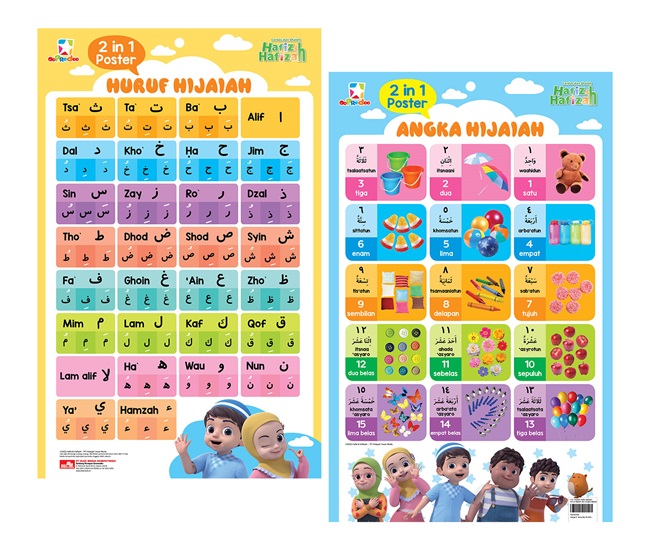 2 in 1
Poster
Hafiz
Hafizah
HURUF HIJAIAH
Alif ا
Ba' ب
ب ب ب
Ta' ت
ت ت ت
Tsa' ث
ث ث ث
Jim ج
ج ج ج
Ḥa ح
ح ح ح
Kho' خ
خ خ خ
Dal د
د د د
Dzal ذ
ذ ذ ذ
Ro' ر
ر ر ر
Zay ز
ز ز ز
Sin س
س س س
Syin ش
ش ش ش
Shod ص
ص ص ص
Dhod ض
ض ض ض
Tho' ط
ط ط ط
Zho' ظ
ظ ظ ظ
'Ain ع
ع ع ع
Ghoin غ
غ غ غ
Fa' ف
ف ف ف
Qof ق
ق ق ق
Kaf ك
ك ك ك
Lam ل
ل ل ل
Mim م
م م م
Nun ن
ن ن ن
Wau و
و و و
Ha' ه
ه ه ه
Lam alif لا
Hamzah ء
ء ء ء
Ya' ي
ي ي ي
2 in 1
Poster
Hafiz
Hafizah
ANGKA HIJAIAH
١
وَاحِدٌ
waahidun
1
satu
٢
اِثْنَانِ
itsnaani
2
dua
٣
ثَلَاثَةٌ
tsalaatsatun
3
tiga
٤
أَرْبَعَةٌ
arba'atun
4
empat
٥
خَمْسَةٌ
khomsatun
5
lima
٦
سِتَّةٌ
sittatun
6
enam
٧
سَبْعَةٌ
sab'atun
7
tujuh
٨
ثَمَانِيَةٌ
tsamaaniatun
8
delapan
٩
تِسْعَةٌ
tis'atun
9
sembilan
١٠
عَشَرَةٌ
'asyrotun
10
sepuluh
١١
أَحَدَ عَشَرَ
ahada
'asyaro
11
sebelas
١٢
اِثْنَا عَشَرَ
itsnaa
'asyaro
12
dua belas
١٣
ثَلَاثَةَ عَشَرَ
tsalaatsata
'asyaro
13
tiga belas
١٤
أَرْبَعَةَ عَشَرَ
arba'ata
'asyaro
14
empat belas
١٥
خَمْسَةَ عَشَرَ
khomsata
'asyaro
15
lima belas